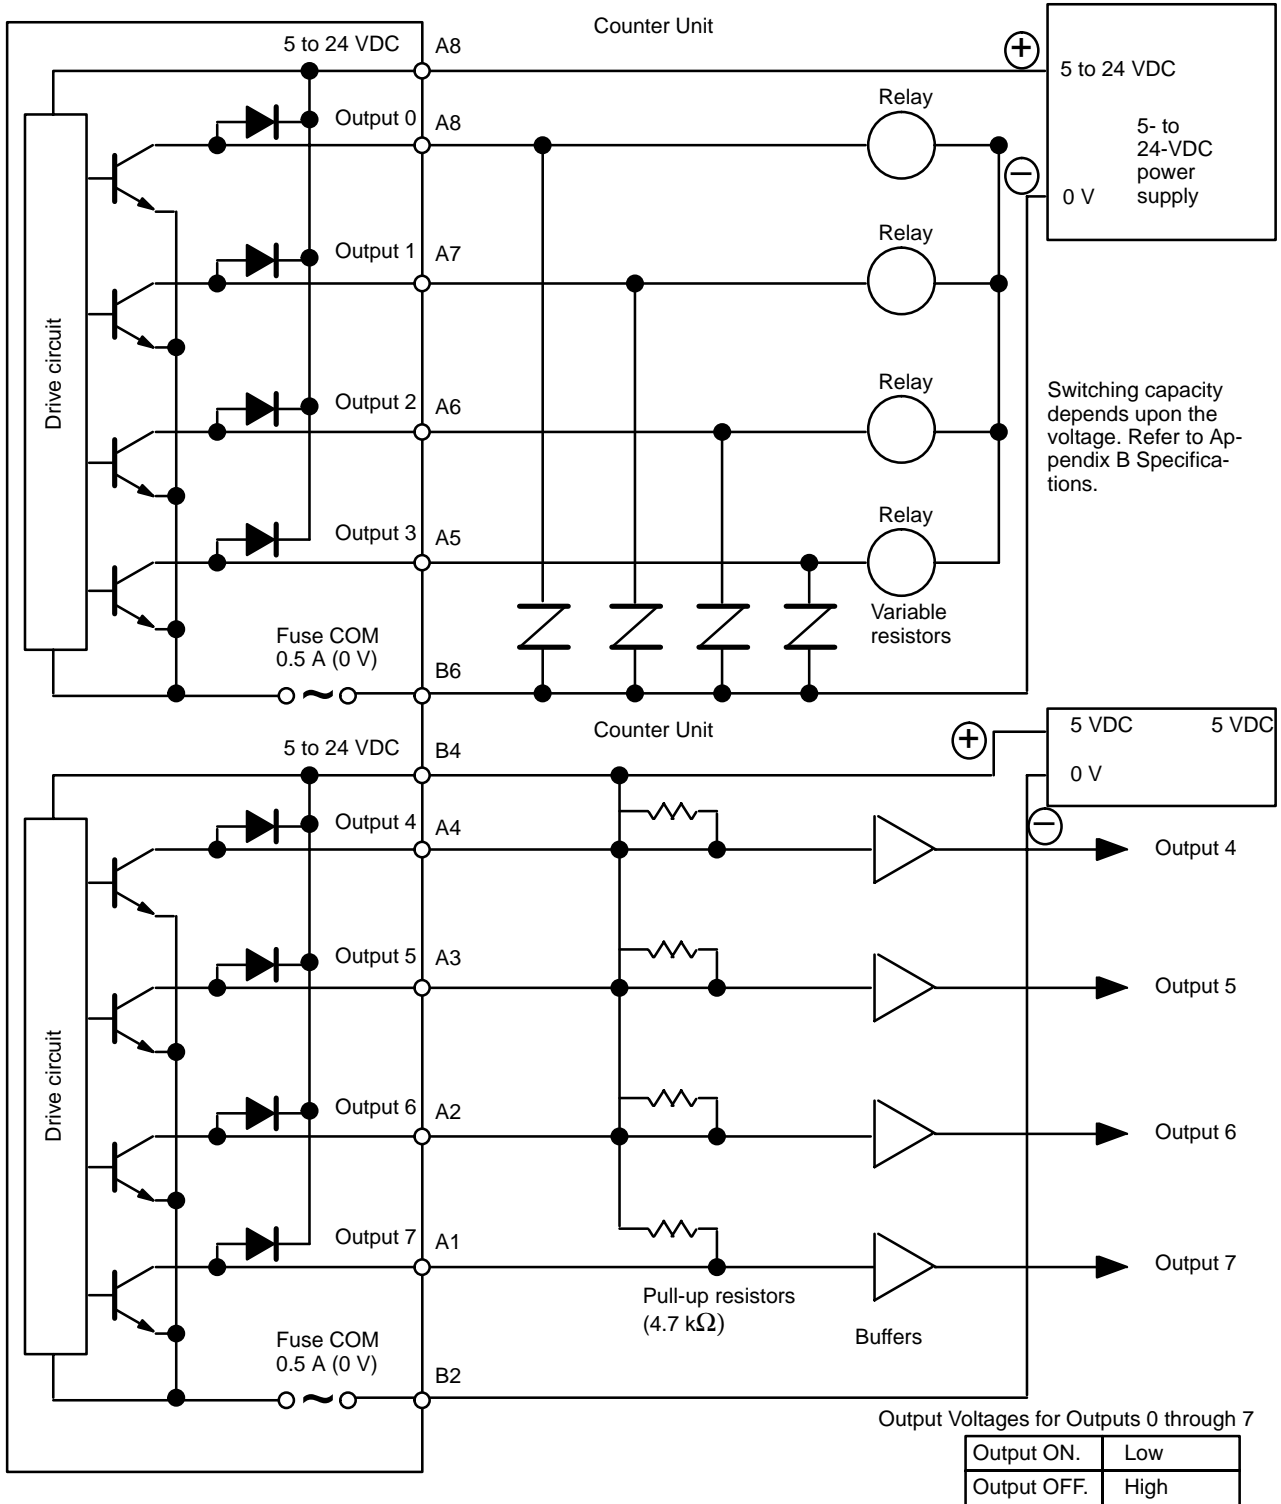 Counter Unit
5 to 24 VDC
A8
+
5 to 24 VDC
5- to
24-VDC
power
supply
−
0 V
Output 0
A8
Relay
Output 1
A7
Relay
Output 2
A6
Relay
Output 3
A5
Relay
Drive circuit
Switching capacity
depends upon the
voltage. Refer to Ap-
pendix B Specifica-
tions.
Variable
resistors
Fuse COM
0.5 A (0 V)
B6
Counter Unit
5 to 24 VDC
B4
+
5 VDC
5 VDC
0 V
−
Output 4
A4
Output 4
Output 5
A3
Output 5
Drive circuit
Output 6
A2
Output 6
Output 7
A1
Output 7
Pull-up resistors
(4.7 kΩ)
Buffers
Fuse COM
0.5 A (0 V)
B2
Output Voltages for Outputs 0 through 7
Output ON. Low
Output OFF. High